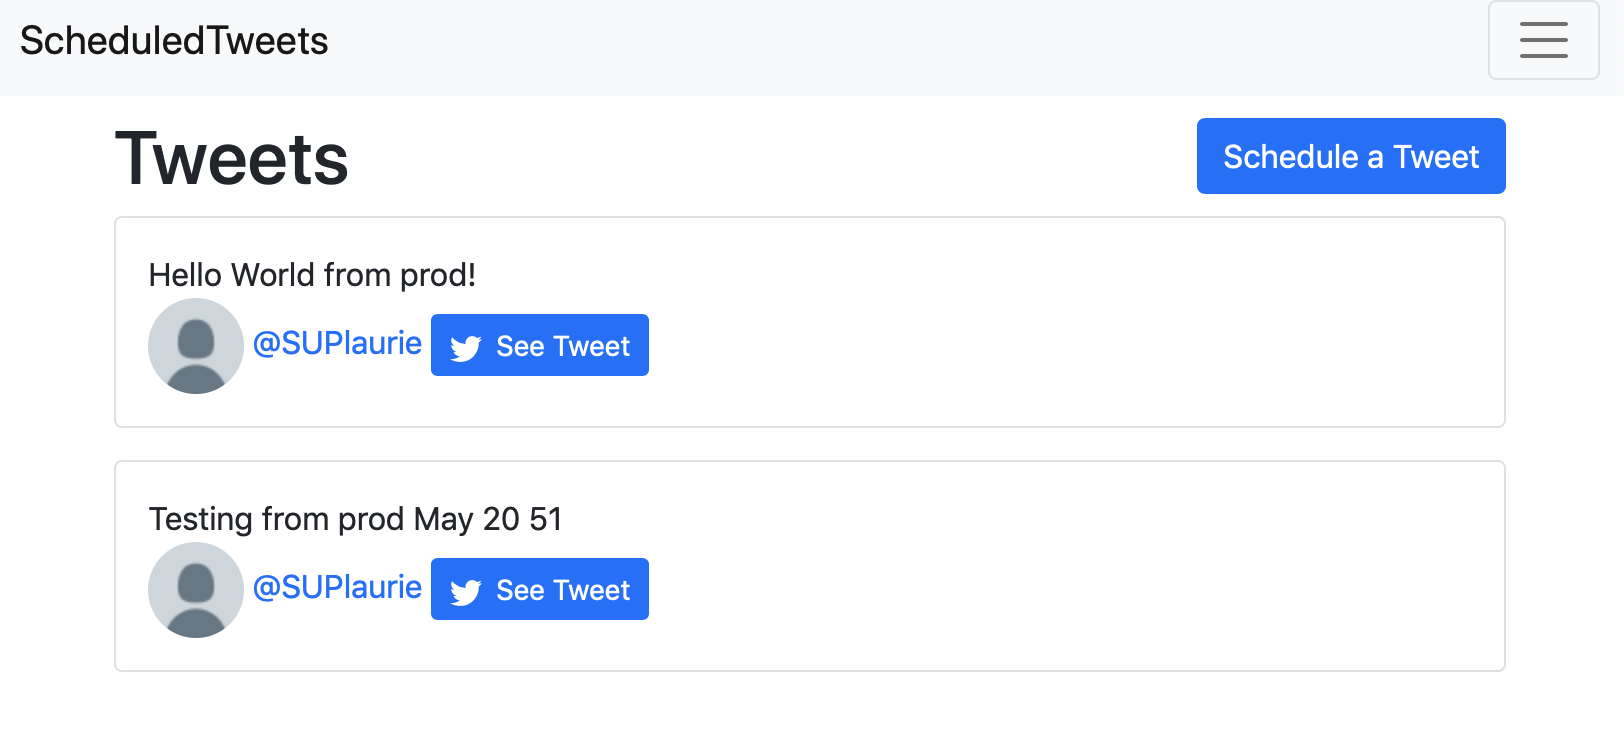 ScheduledTweets
Tweets
Schedule a Tweet
Hello World from prod!
@SUPlaurie See Tweet
Testing from prod May 20 51
@SUPlaurie See Tweet